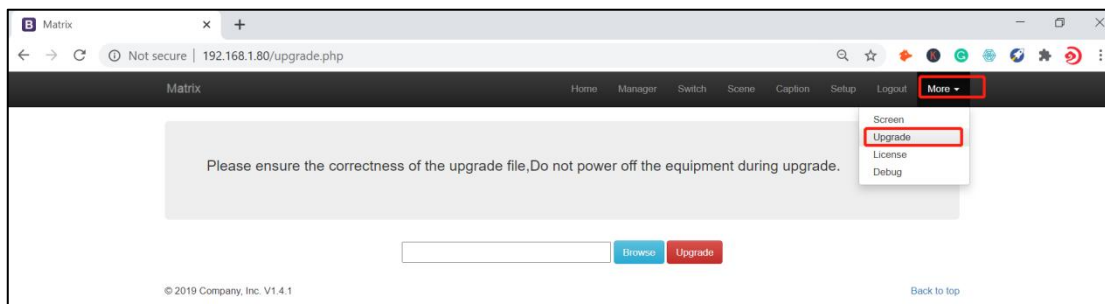 Matrix
Not secure | 192.168.1.80/upgrade.php
Matrix Home Manager Switch Scene Caption Setup Logout More
Screen
Upgrade
License
Debug
Please ensure the correctness of the upgrade file,Do not power off the equipment during upgrade.
Browse Upgrade
© 2019 Company, Inc. V1.4.1 Back to top